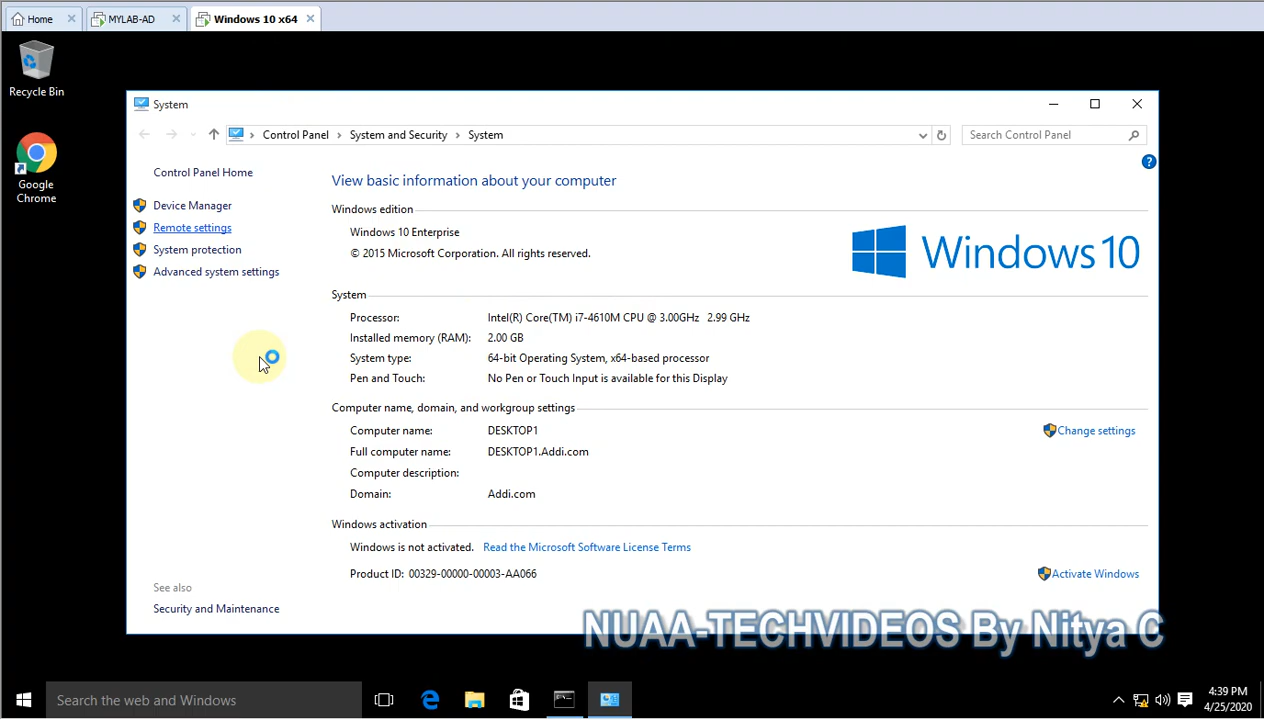 Home
MYLAB-AD
Windows 10 x64
Recycle Bin
Google
Chrome
System
Control Panel > System and Security > System
Search Control Panel
Control Panel Home
Device Manager
Remote settings
System protection
Advanced system settings
See also
Security and Maintenance
View basic information about your computer
Windows edition
Windows 10 Enterprise
© 2015 Microsoft Corporation. All rights reserved.
Windows 10
System
Processor: Intel(R) Core(TM) i7-4610M CPU @ 3.00GHz 2.99 GHz
Installed memory (RAM): 2.00 GB
System type: 64-bit Operating System, x64-based processor
Pen and Touch: No Pen or Touch Input is available for this Display
Computer name, domain, and workgroup settings
Computer name: DESKTOP1
Change settings
Full computer name: DESKTOP1.Addi.com
Computer description:
Domain: Addi.com
Windows activation
Windows is not activated. Read the Microsoft Software License Terms
Product ID: 00329-00000-00003-AA066
Activate Windows
NUAA-TECHVIDEOS By Nitya C
Search the web and Windows
4:39 PM
4/25/2020